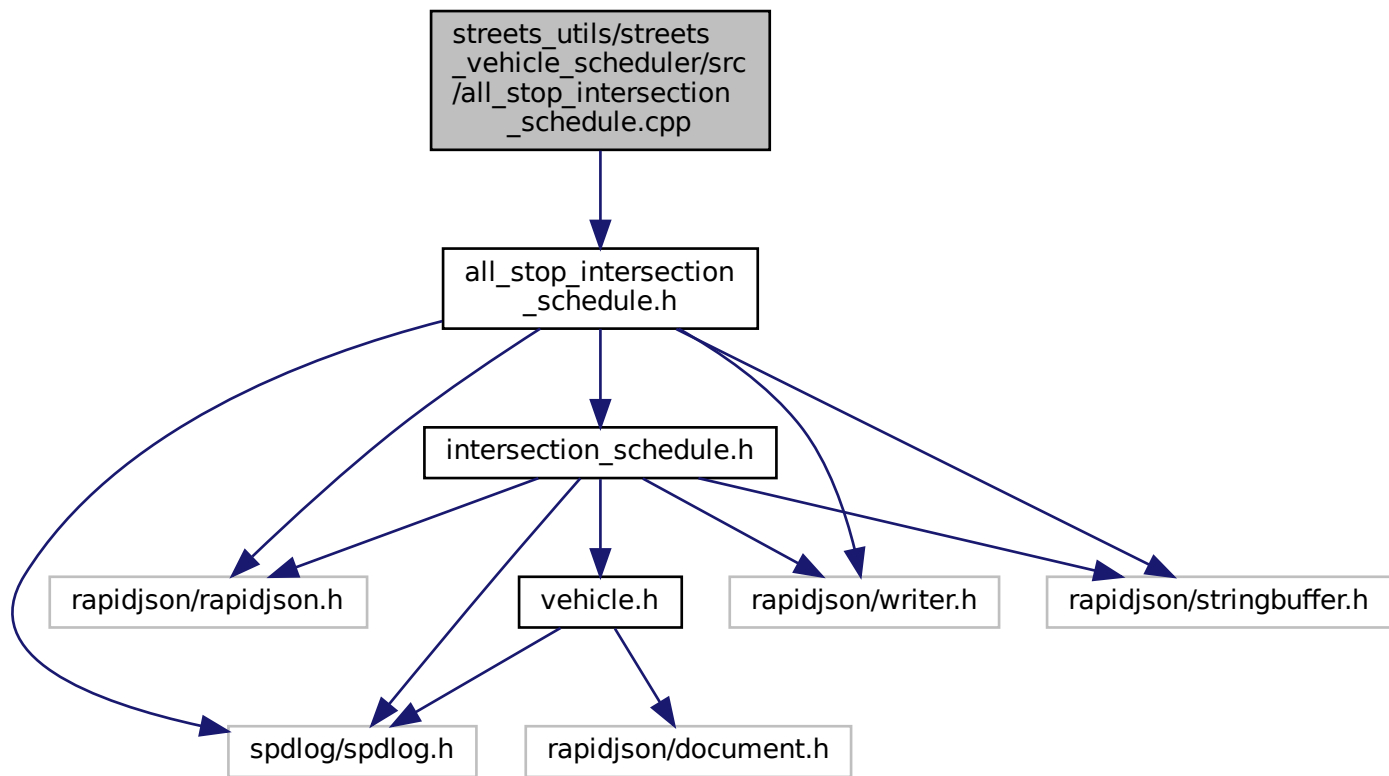 streets_utils/streets
_vehicle_scheduler/src
/all_stop_intersection
_schedule.cpp
all_stop_intersection
_schedule.h
intersection_schedule.h
rapidjson/rapidjson.h
vehicle.h
rapidjson/writer.h
rapidjson/stringbuffer.h
spdlog/spdlog.h
rapidjson/document.h